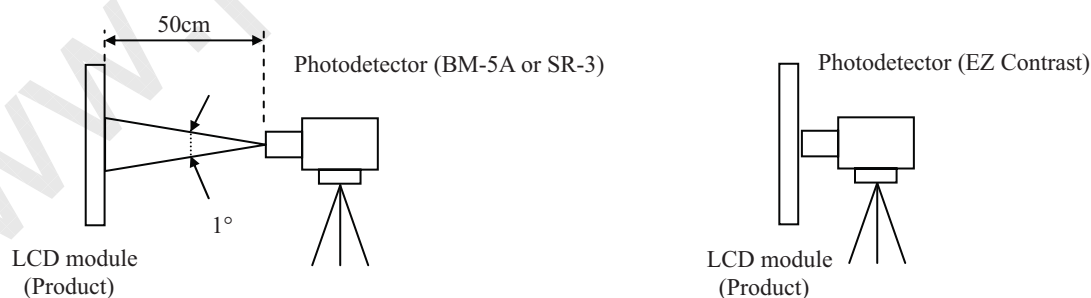 50cm
Photodetector (BM-5A or SR-3)
1°
LCD module
(Product)
Photodetector (EZ Contrast)
LCD module
(Product)